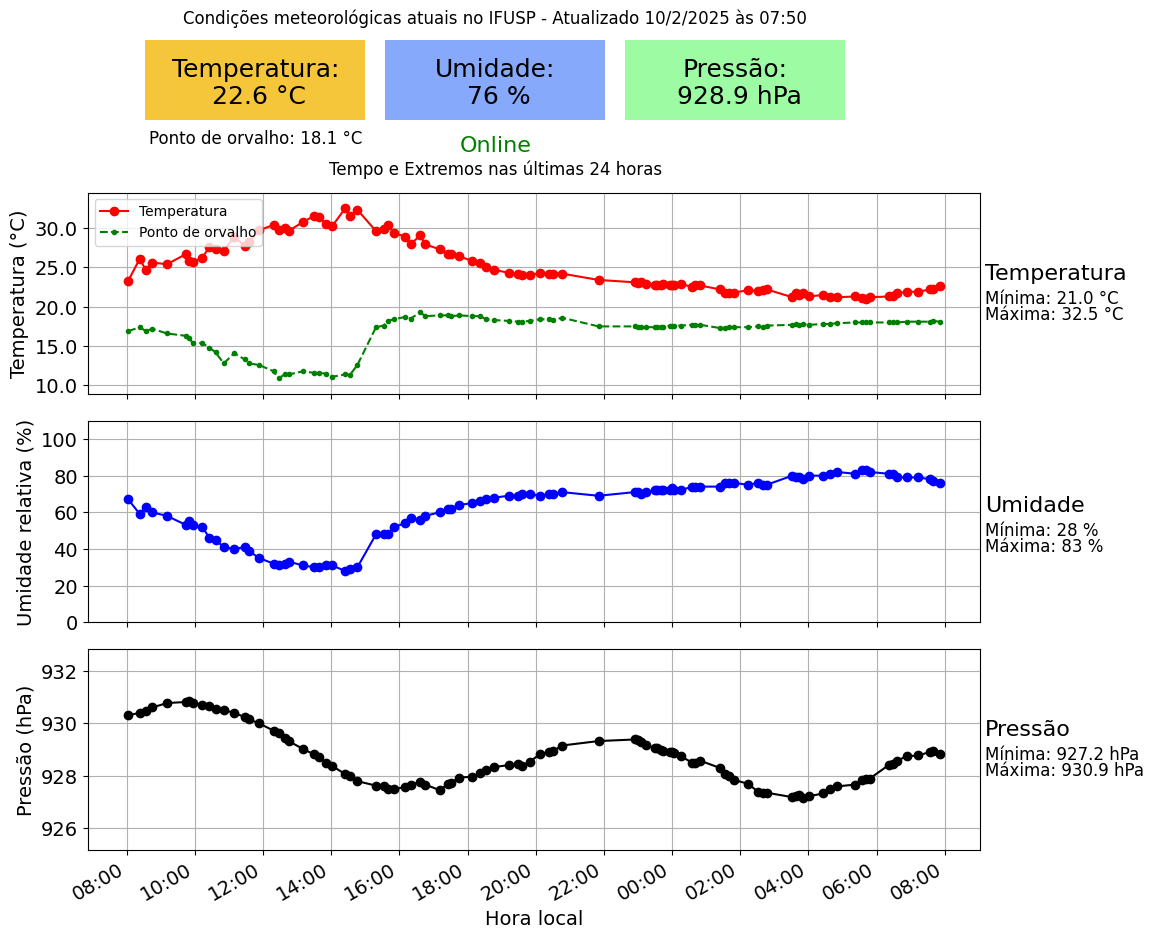 Condições meteorológicas atuais no IFUSP - Atualizado 10/2/2025 às 07:50
Temperatura:
22.6 °C
Umidade:
76 %
Pressão:
928.9 hPa
Ponto de orvalho: 18.1 °C
Online
Tempo e Extremos nas últimas 24 horas
Temperatura (°C)
30.0
25.0
20.0
15.0
10.0
Temperatura
Ponto de orvalho
Temperatura
Mínima: 21.0 °C
Máxima: 32.5 °C
Umidade relativa (%)
100
80
60
40
20
0
Umidade
Mínima: 28 %
Máxima: 83 %
Pressão (hPa)
932
930
928
926
Pressão
Mínima: 927.2 hPa
Máxima: 930.9 hPa
08:00 10:00 12:00 14:00 16:00 18:00 20:00 22:00 00:00 02:00 04:00 06:00 08:00
Hora local